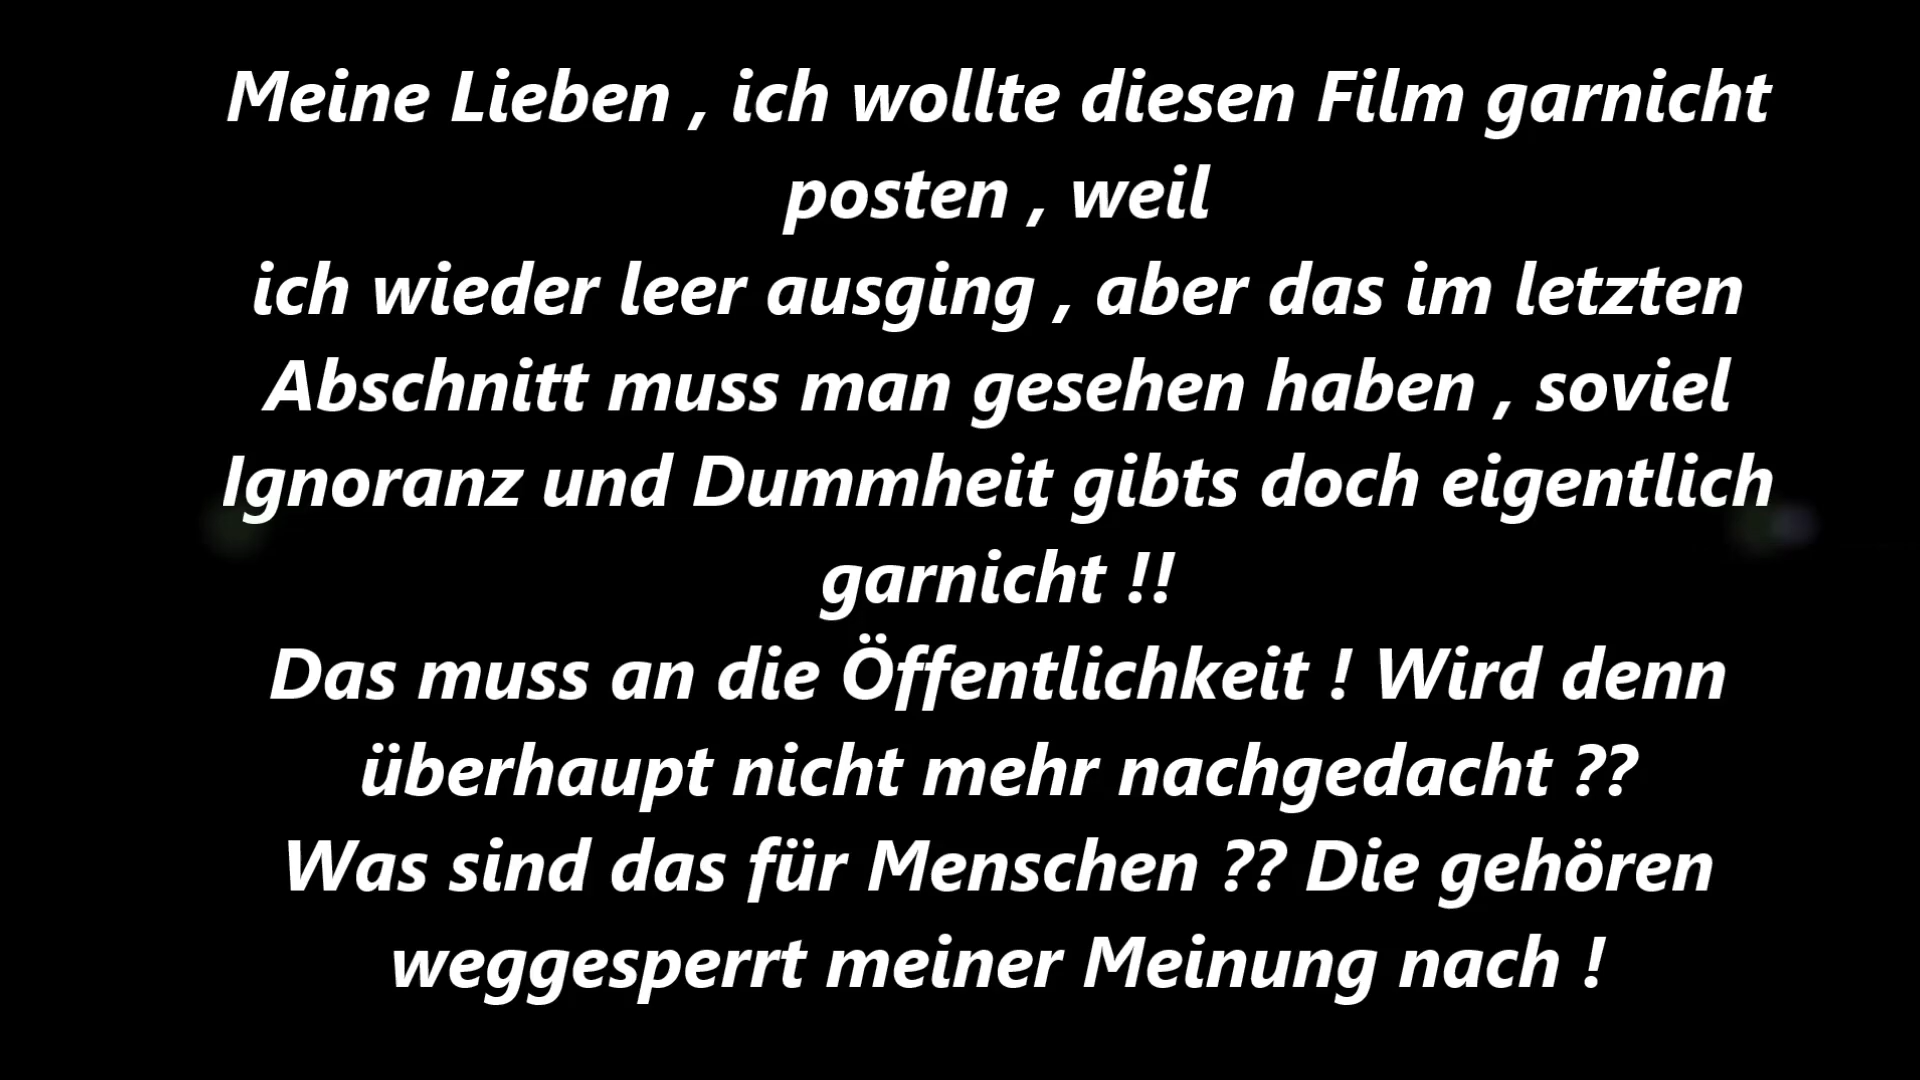 Meine Lieben , ich wollte diesen Film garnicht
posten , weil
ich wieder leer ausging , aber das im letzten
Abschnitt muss man gesehen haben , soviel
Ignoranz und Dummheit gibts doch eigentlich
garnicht !!
Das muss an die Öffentlichkeit ! Wird denn
überhaupt nicht mehr nachgedacht ??
Was sind das für Menschen ?? Die gehören
weggesperrt meiner Meinung nach !